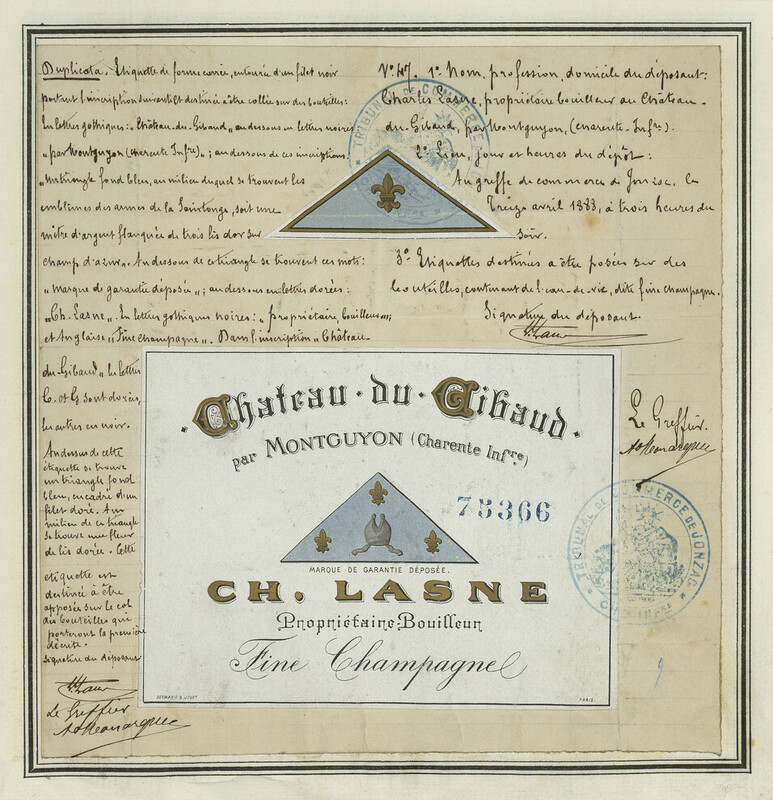 Duplicata. Etiquette de forme carrée, entourée d'un filet noir
portant l'inscription suivante et destinée à être collée sur des bouteilles:
En lettres gothiques: "Château-du-Gibaud" au dessous en lettres noires
"par Montguyon (Charente Infre)"; au dessous de ces inscriptions
"un triangle fond bleu, au milieu duquel se trouvent les
emblèmes des armes de la Saintonge, soit une
mître d'argent flanquée de trois lis d'or sur
champ d'azur". Au dessous de ce triangle se trouvent ces mots:
"marque de garantie déposée"; au dessous en lettres dorées:
"Ch. Lasne". En lettres gothiques noires: "propriétaire, bouilleur";
et Anglaise "Fine champagne". Dans l'inscription "Château-
du-Gibaud" les lettres
C. et G sont dorées,
les autres en noir.
Au dessus de cette
étiquette se trouve
un triangle fond
bleu, encadré d'un
filet doré. Au
milieu de ce triangle
se trouve une fleur
de lis dorée. Cette
etiquette est
destinée à être
apposée sur le col
des bouteilles qui
porteront la première
décrite.
Signature du déposant
Le Greffier
No 47. 1o Nom, profession, domicile du déposant:
Charles Lasne, propriétaire bouilleur au Château-
du-Gibaud, par Montguyon, (Charente-Infre).
2o Lieu, jour et heures du dépôt:
Au greffe de commerce de Jonzac, le
treize avril 1883, à trois heures du
soir.
3o Etiquettes destinées à être posées sur des
bouteilles, contenant de l'eau-de-vie, dite fine champagne.
Signature du déposant.
Le Greffier.
TRIBUNAL DE COMMERCE
Chateau·du·Gibaud.
par MONTGUYON (Charente Infre)
75366
MARQUE DE GARANTIE DÉPOSÉE.
CH. LASNE
Propriétaire-Bouilleur
Fine Champagne
PARIS.
TRIBUNAL DE COMMERCE DE JONZAC